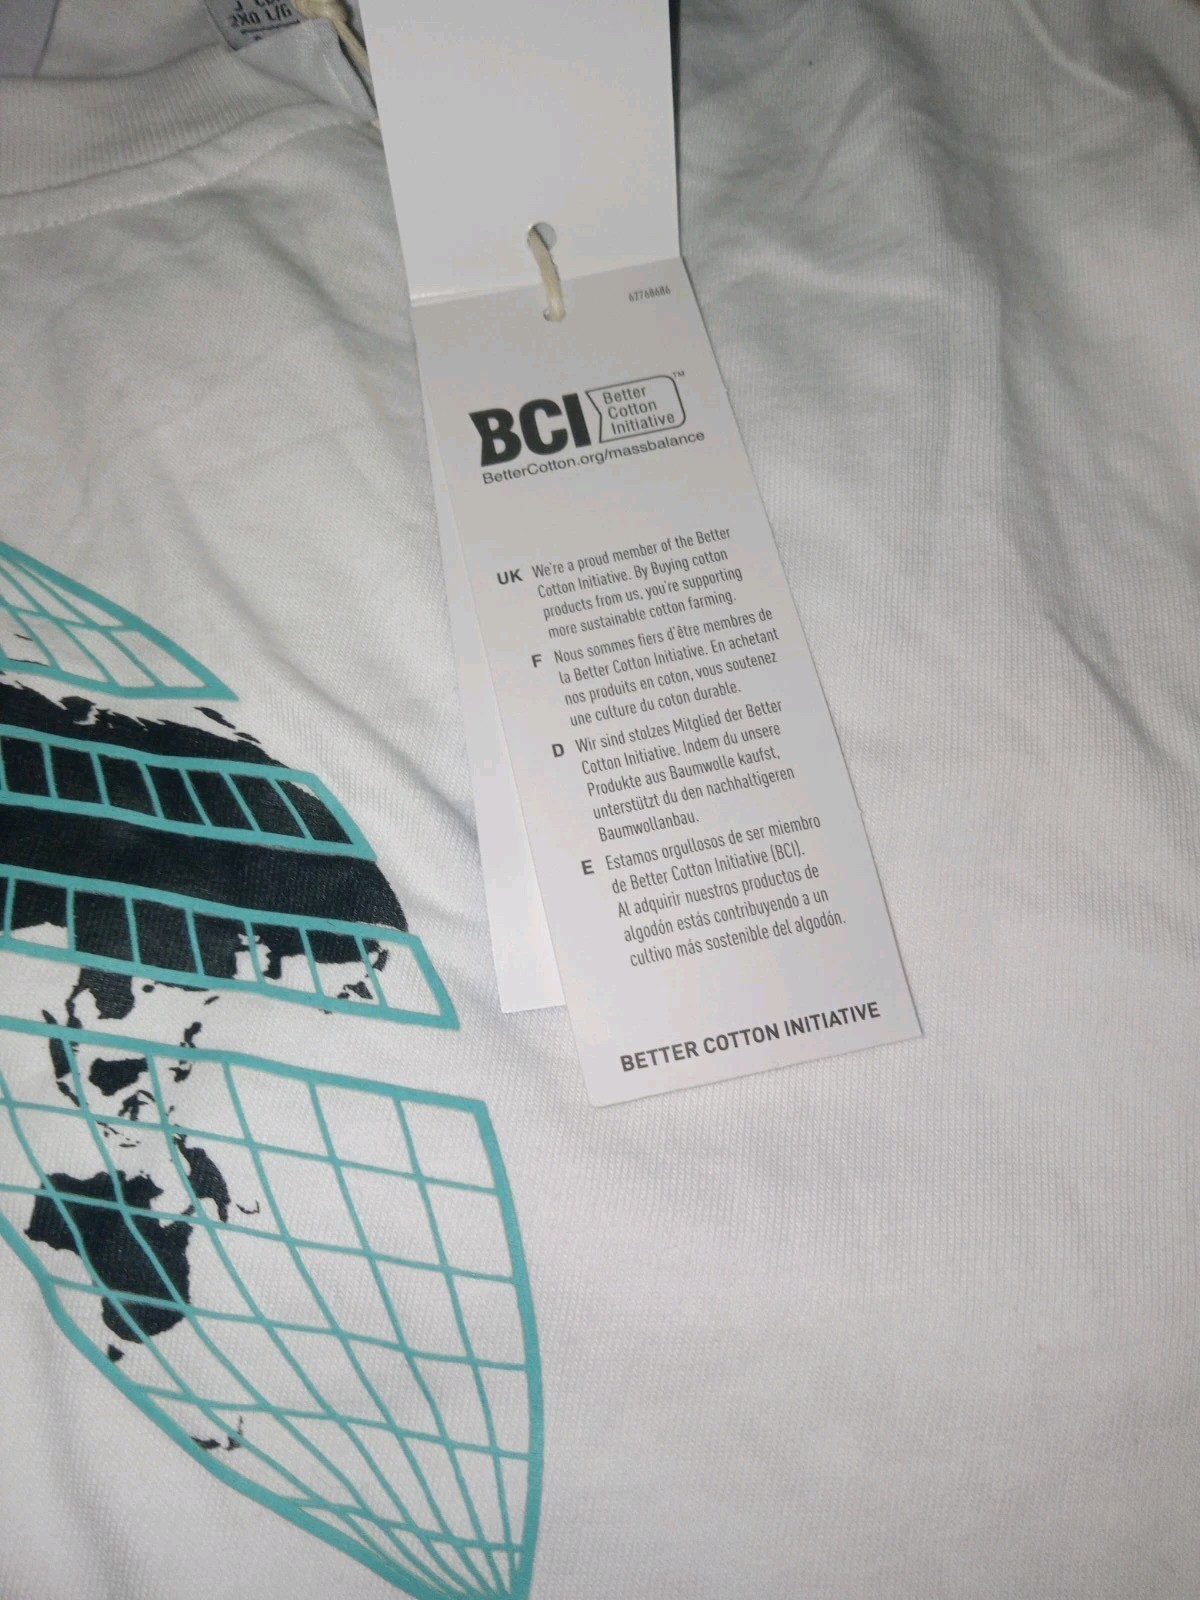 2XO L/G
62768686
BCI
Better
Cotton
Initiative
TM
BetterCotton.org/massbalance
UK We're a proud member of the Better
Cotton Initiative. By Buying cotton
products from us, you're supporting
more sustainable cotton farming.
F Nous sommes fiers d'être membres de
la Better Cotton Initiative. En achetant
nos produits en coton, vous soutenez
une culture du coton durable.
D Wir sind stolzes Mitglied der Better
Cotton Initiative. Indem du unsere
Produkte aus Baumwolle kaufst,
unterstützt du den nachhaltigeren
Baumwollanbau.
E Estamos orgullosos de ser miembro
de Better Cotton Initiative (BCI).
Al adquirir nuestros productos de
algodón estás contribuyendo a un
cultivo más sostenible del algodón.
BETTER COTTON INITIATIVE